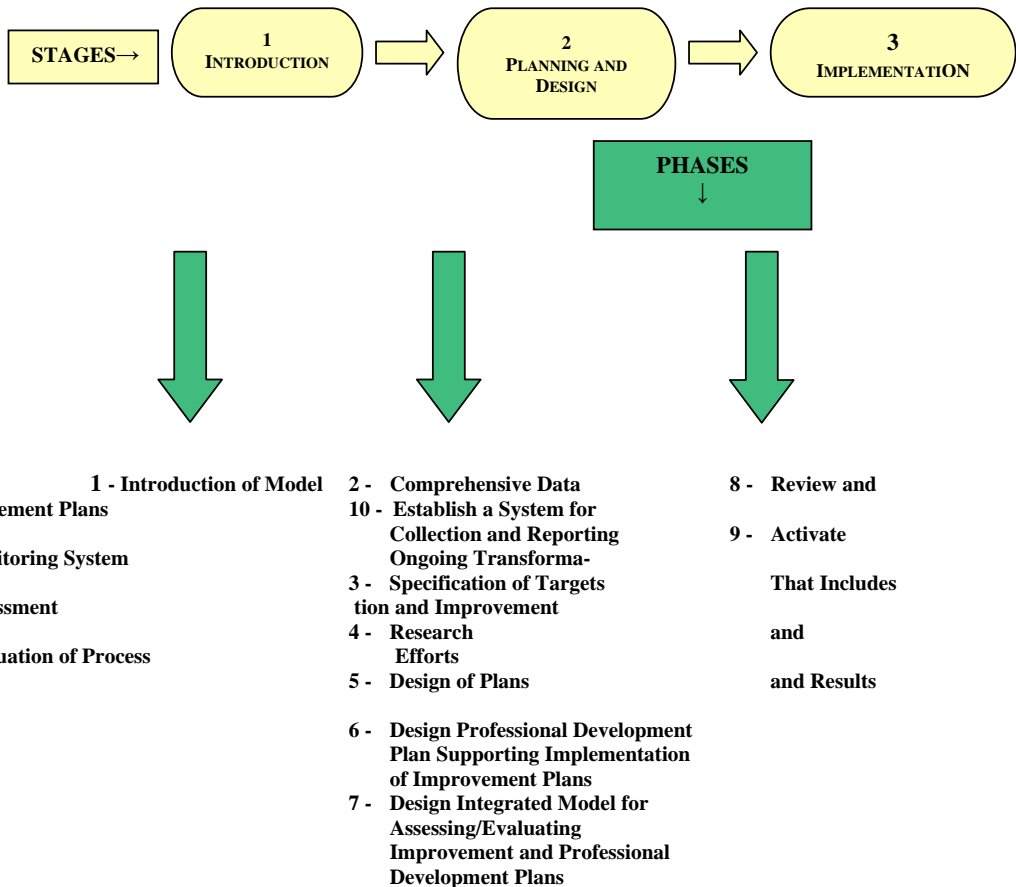 STAGES→
1
INTRODUCTION
2
PLANNING AND
DESIGN
3
IMPLEMENTATION
PHASES
↓
1 - Introduction of Model
ement Plans
itoring System
ssment
uation of Process
2 - Comprehensive Data
10 - Establish a System for
Collection and Reporting
Ongoing Transforma-
3 - Specification of Targets
tion and Improvement
4 - Research
Efforts
5 - Design of Plans
6 - Design Professional Development
Plan Supporting Implementation
of Improvement Plans
7 - Design Integrated Model for
Assessing/Evaluating
Improvement and Professional
Development Plans
8 - Review and
9 - Activate
That Includes
and
and Results